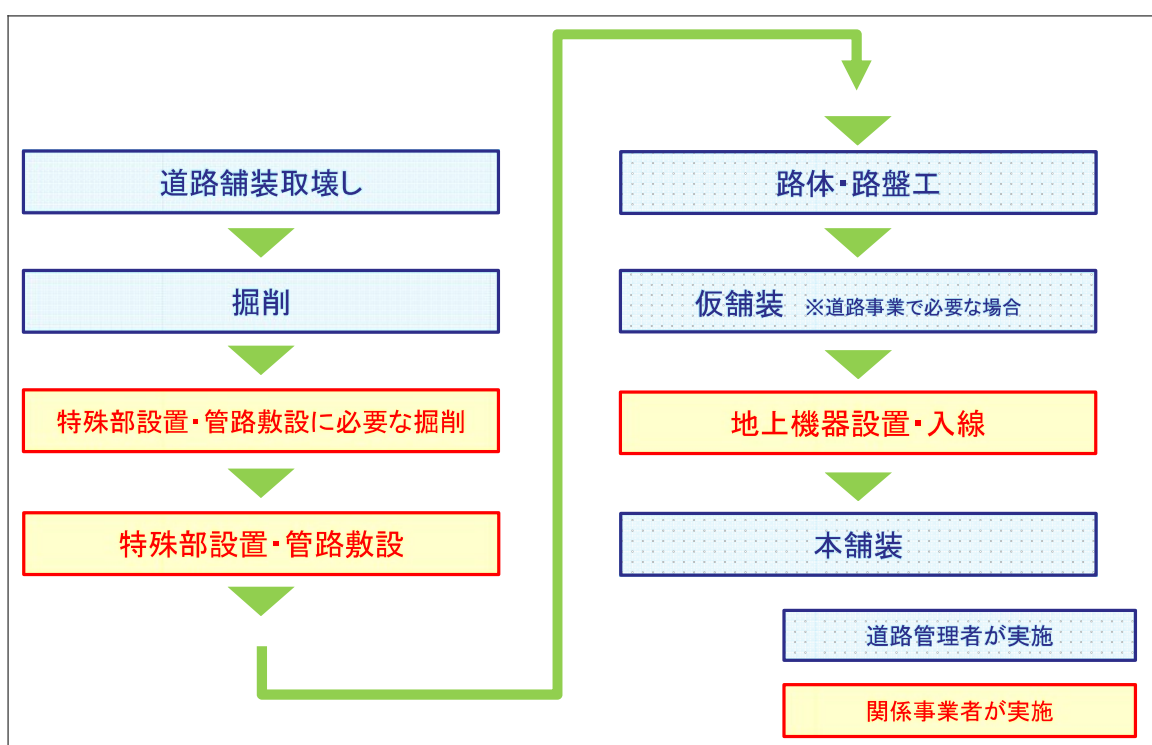 道路舗装取壊し
掘削
特殊部設置・管路敷設に必要な掘削
特殊部設置・管路敷設
路体・路盤工
仮舗装 ※道路事業で必要な場合
地上機器設置・入線
本舗装
道路管理者が実施
関係事業者が実施